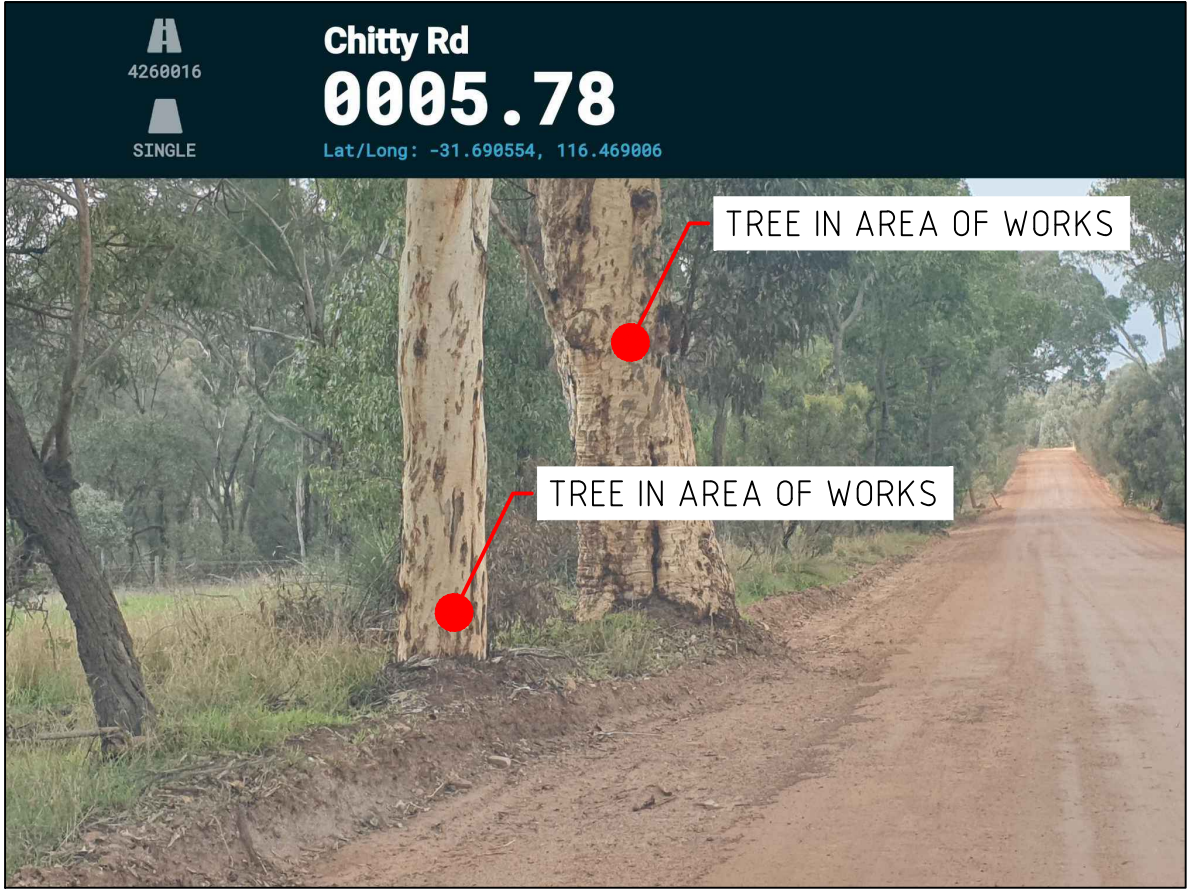 4260016
SINGLE
Chitty Rd
0005.78
Lat/Long: -31.690554, 116.469006
TREE IN AREA OF WORKS
TREE IN AREA OF WORKS